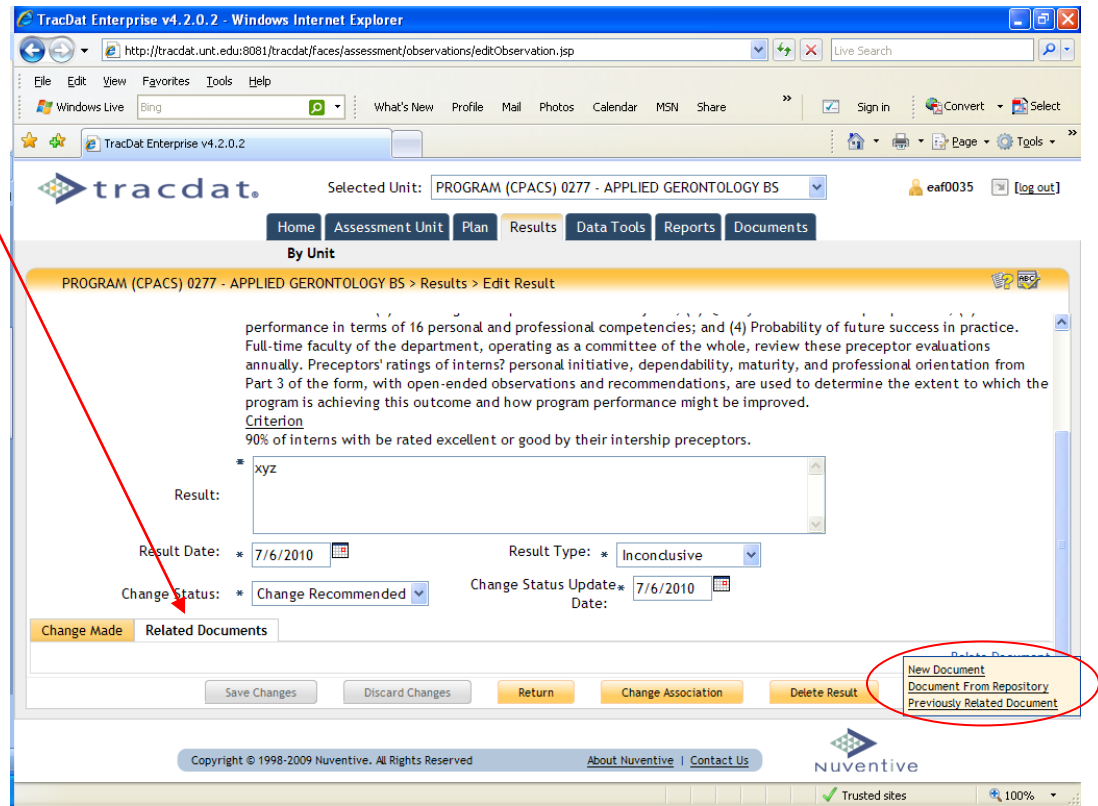 TracDat Enterprise v4.2.0.2 - Windows Internet Explorer
http://tracdat.unt.edu:8081/tracdat/faces/assessment/observations/editObservation.jsp
Live Search
File Edit View Favorites Tools Help
Windows Live Bing What's New Profile Mail Photos Calendar MSN Share » Sign in Convert Select
TracDat Enterprise v4.2.0.2 Page Tools »
tracdat. Selected Unit: PROGRAM (CPACS) 0277 - APPLIED GERONTOLOGY BS eaf0035 [log out]
Home Assessment Unit Plan Results Data Tools Reports Documents
By Unit
PROGRAM (CPACS) 0277 - APPLIED GERONTOLOGY BS > Results > Edit Result
performance in terms of 16 personal and professional competencies; and (4) Probability of future success in practice.
Full-time faculty of the department, operating as a committee of the whole, review these preceptor evaluations
annually. Preceptors' ratings of interns? personal initiative, dependability, maturity, and professional orientation from
Part 3 of the form, with open-ended observations and recommendations, are used to determine the extent to which the
program is achieving this outcome and how program performance might be improved.
Criterion
90% of interns with be rated excellent or good by their intership preceptors.
Result: * xyz
Result Date: * 7/6/2010 Result Type: * Inconclusive
Change Status: * Change Recommended Change Status Update * 7/6/2010
Date:
Change Made Related Documents
Relate Document
New Document
Document From Repository
Previously Related Document
Save Changes Discard Changes Return Change Association Delete Result
Copyright © 1998-2009 Nuventive. All Rights Reserved About Nuventive | Contact Us
Nuventive
Trusted sites 100%